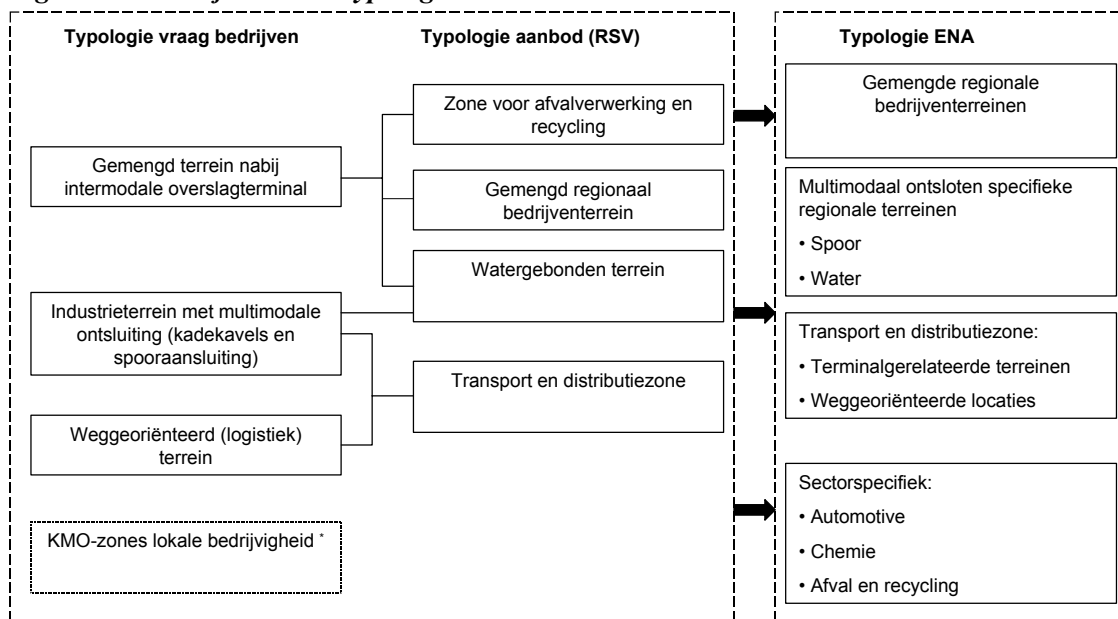 Typologie vraag bedrijven
Typologie aanbod (RSV)
Typologie ENA
Zone voor afvalverwerking en
recycling
Gemengd terrein nabij
intermodale overslagterminal
Gemengd regionaal
bedrijventerrein
Watergebonden terrein
Industrieterrein met multimodale
ontsluiting (kadekavels en
spooraansluiting)
Transport en distributiezone
Weggeoriënteerd (logistiek)
terrein
KMO-zones lokale bedrijvigheid *
Gemengde regionale
bedrijventerreinen
Multimodaal ontsloten specifieke
regionale terreinen
• Spoor
• Water
Transport en distributiezone:
• Terminalgerelateerde terreinen
• Weggeoriënteerde locaties
Sectorspecifiek:
• Automotive
• Chemie
• Afval en recycling